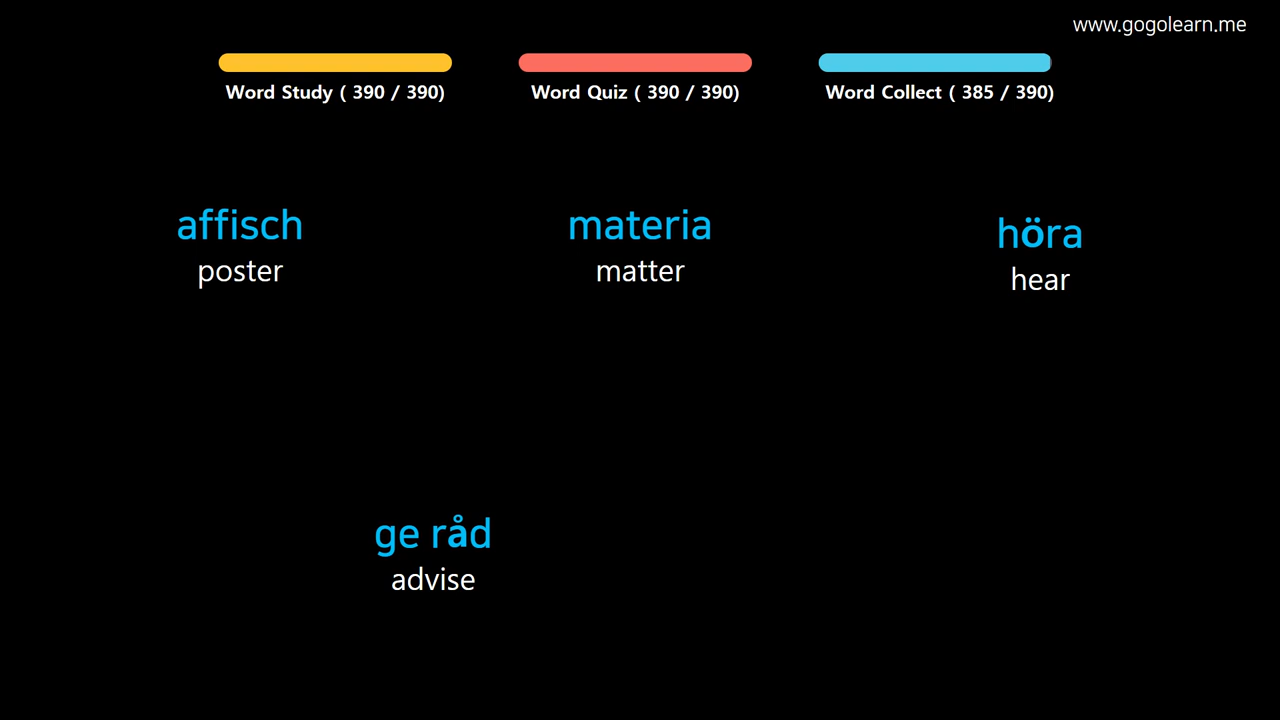 www.gogolearn.me
Word Study ( 390 / 390)
Word Quiz ( 390 / 390)
Word Collect ( 385 / 390)
affisch
poster
materia
matter
höra
hear
ge råd
advise